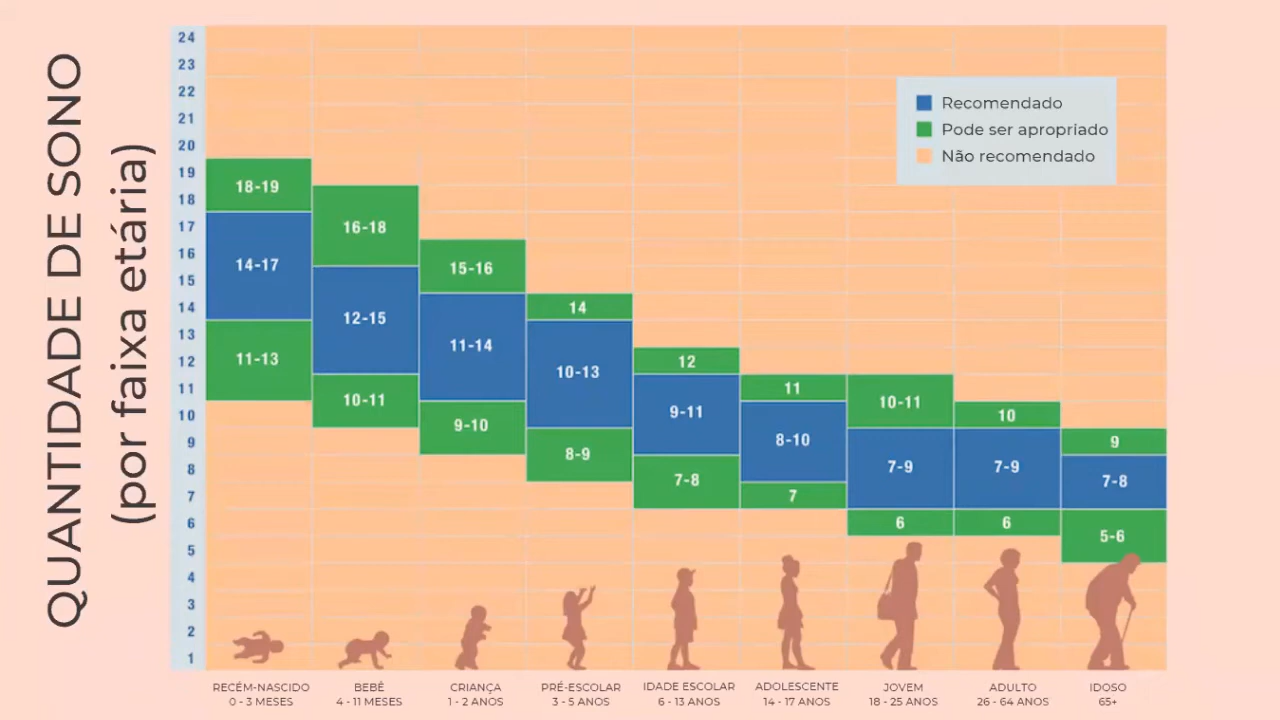 QUANTIDADE DE SONO
(por faixa etária)
24
23
22
21
20
19
18
17
16
15
14
13
12
11
10
9
8
7
6
5
4
3
2
1
Recomendado
Pode ser apropriado
Não recomendado
18-19
14-17
11-13
16-18
12-15
10-11
15-16
11-14
9-10
14
10-13
8-9
12
9-11
7-8
11
8-10
7
10-11
7-9
6
10
7-9
6
9
7-8
5-6
RECÉM-NASCIDO
0 - 3 MESES
BEBÊ
4 - 11 MESES
CRIANÇA
1 - 2 ANOS
PRÉ-ESCOLAR
3 - 5 ANOS
IDADE ESCOLAR
6 - 13 ANOS
ADOLESCENTE
14 - 17 ANOS
JOVEM
18 - 25 ANOS
ADULTO
26 - 64 ANOS
IDOSO
65+